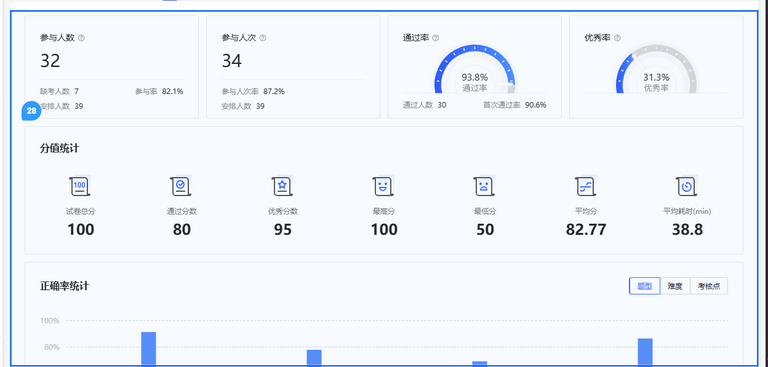 参与人数
32
缺考人数 7 参与率 82.1%
安排人数 39
28
参与人次
34
参与人次率 87.2%
安排人数 39
通过率
93.8%
通过率
通过人数 30 首次通过率 90.6%
优秀率
31.3%
优秀率
分值统计
100
试卷总分 通过分数 优秀分数 最高分 最低分 平均分 平均耗时(min)
100 80 95 100 50 82.77 38.8
正确率统计 题型 难度 考核点
100%
80%